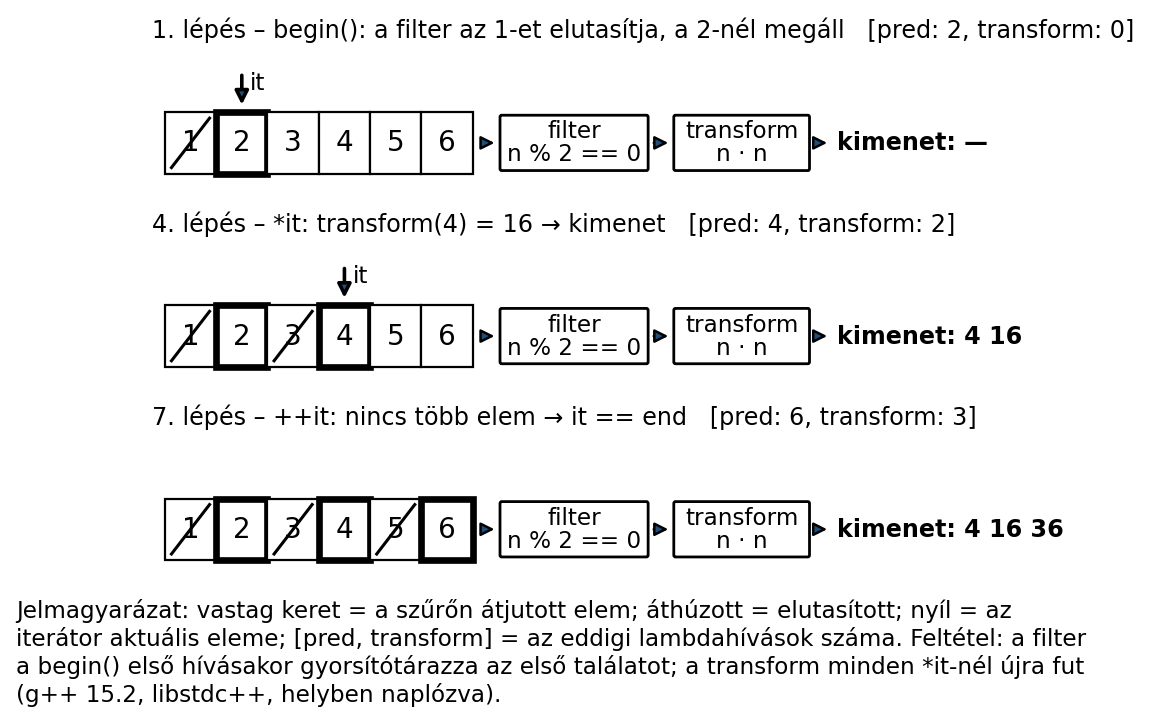 1. lépés – begin(): a filter az 1-et elutasítja, a 2-nél megáll   [pred: 2, transform: 0]
it
1 2 3 4 5 6 filter transform kimenet: —
n % 2 == 0 n · n
4. lépés – *it: transform(4) = 16 → kimenet   [pred: 4, transform: 2]
it
1 2 3 4 5 6 filter transform kimenet: 4 16
n % 2 == 0 n · n
7. lépés – ++it: nincs több elem → it == end   [pred: 6, transform: 3]
1 2 3 4 5 6 filter transform kimenet: 4 16 36
n % 2 == 0 n · n
Jelmagyarázat: vastag keret = a szűrőn átjutott elem; áthúzott = elutasított; nyíl = az
iterátor aktuális eleme; [pred, transform] = az eddigi lambdahívások száma. Feltétel: a filter
a begin() első hívásakor gyorsítótárazza az első találatot; a transform minden *it-nél újra fut
(g++ 15.2, libstdc++, helyben naplózva).